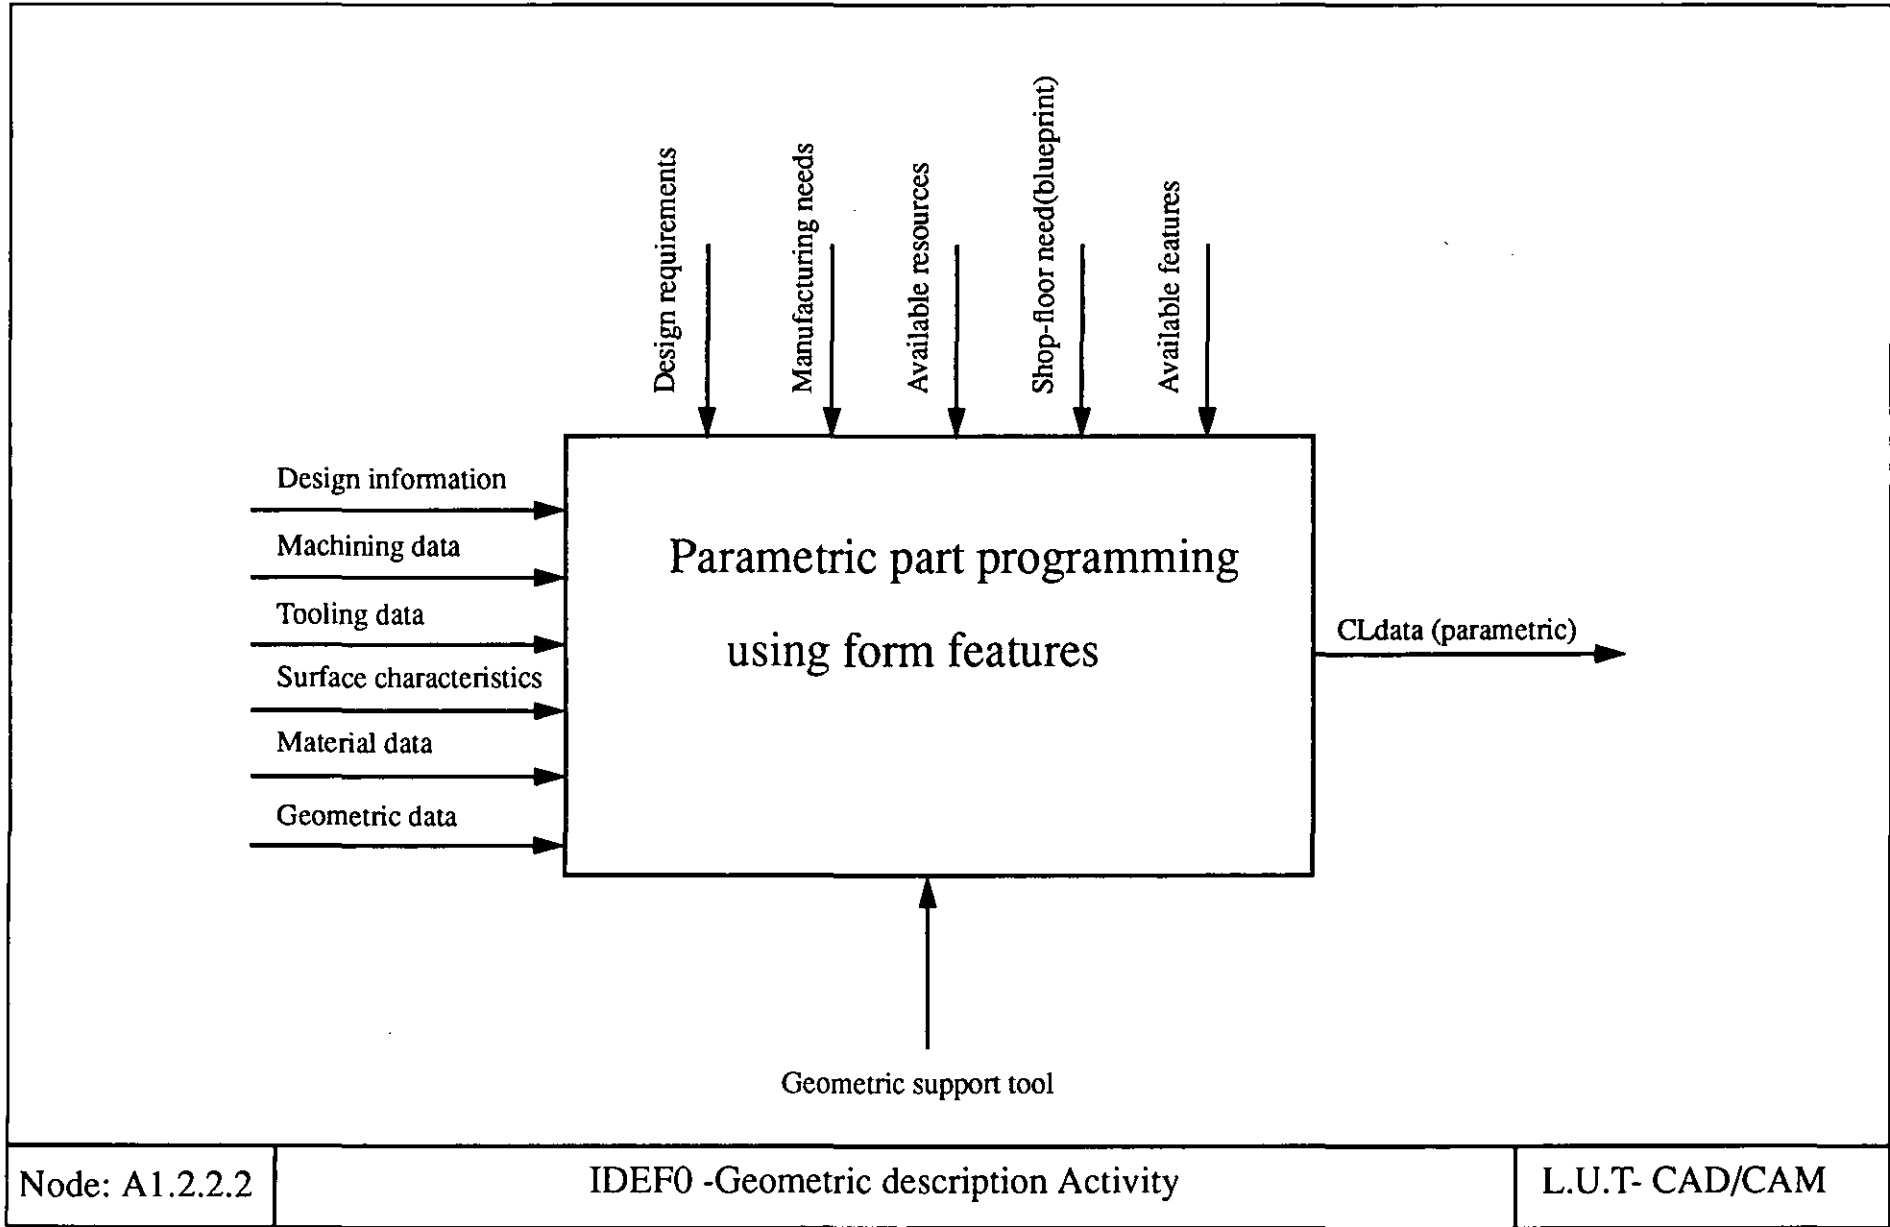 Design requirements
Manufacturing needs
Available resources
Shop-floor need(blueprint)
Available features
Design information
Machining data
Tooling data
Surface characteristics
Material data
Geometric data
Parametric part programming
using form features
CLdata (parametric)
Geometric support tool
Node: A1.2.2.2
IDEF0 -Geometric description Activity
L.U.T- CAD/CAM